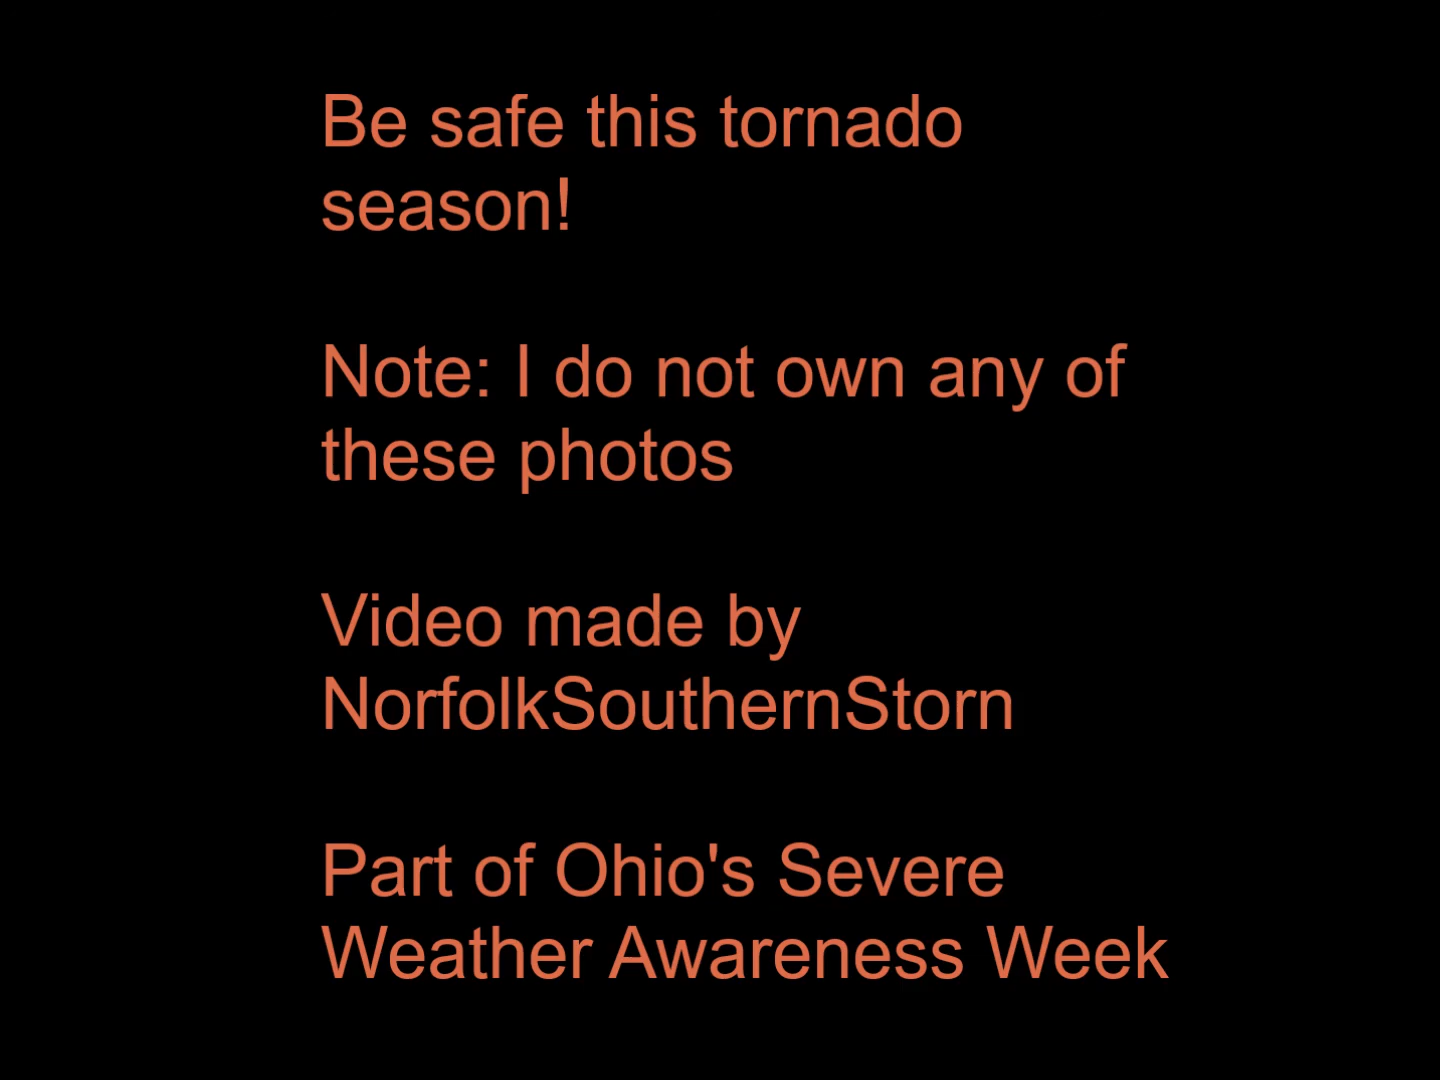 Be safe this tornado
season!
Note: I do not own any of
these photos
Video made by
NorfolkSouthernStorn
Part of Ohio's Severe
Weather Awareness Week